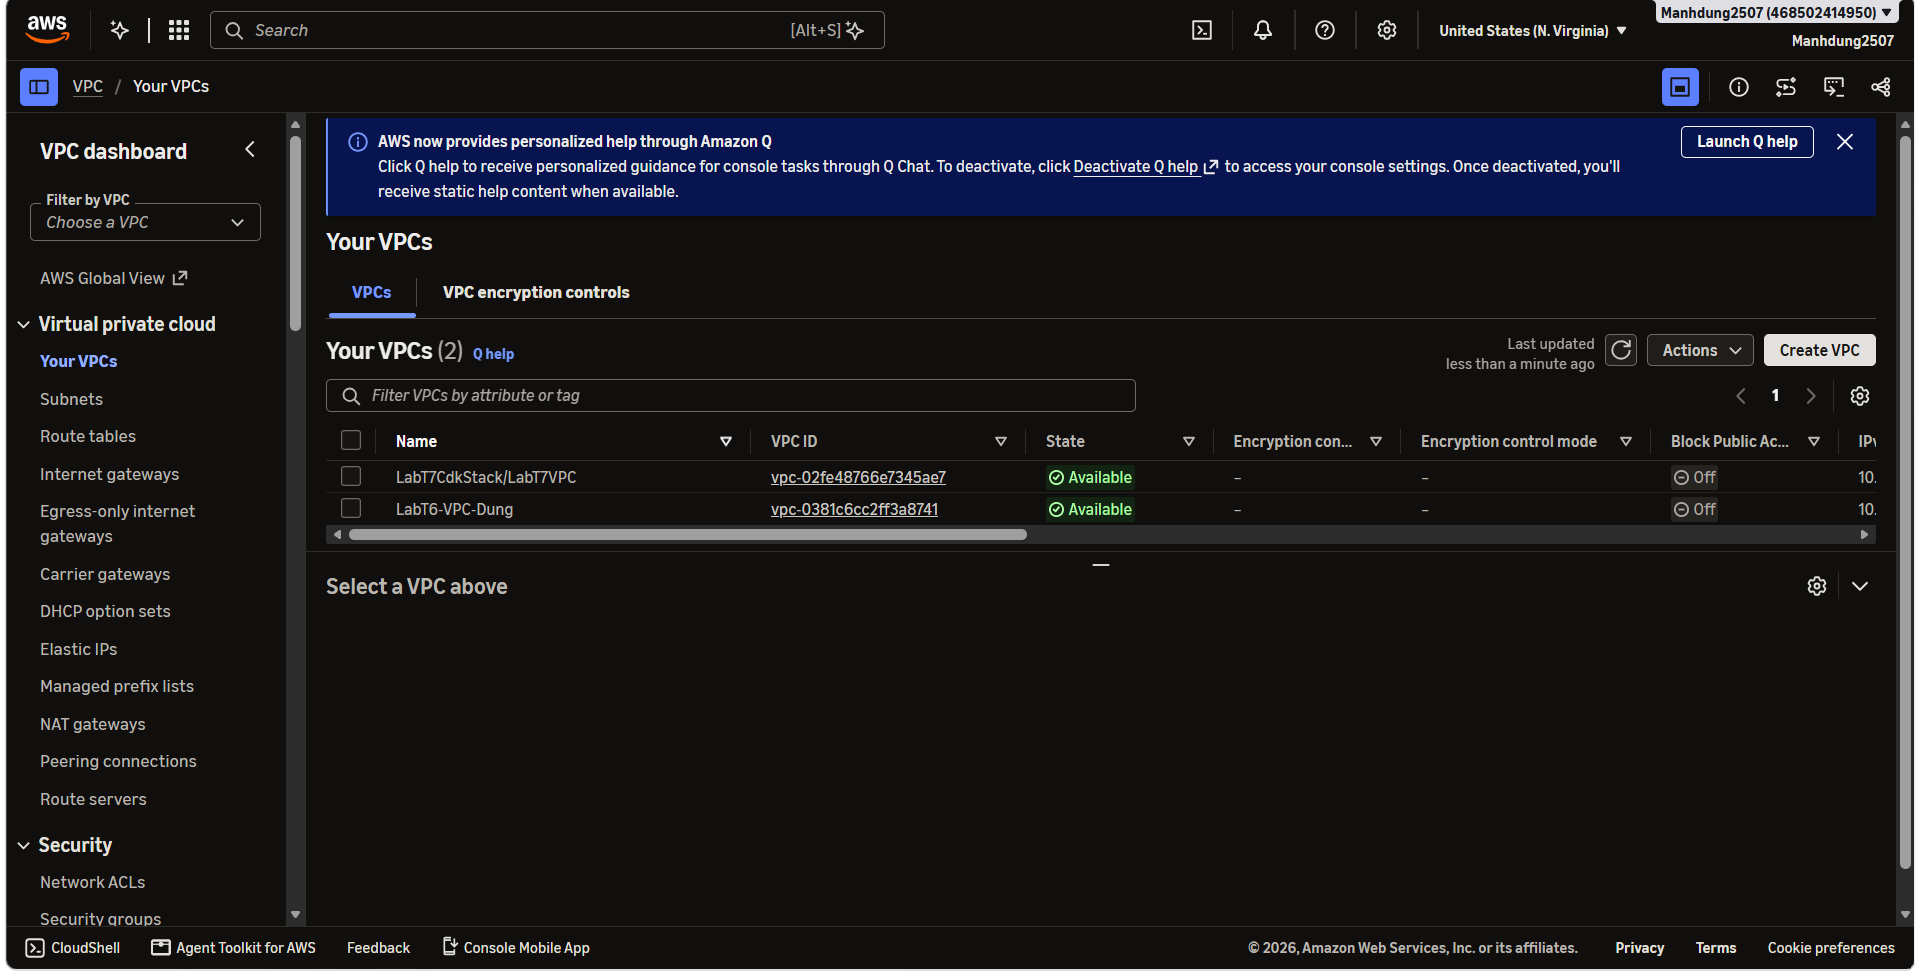 aws
Search
[Alt+S]
United States (N. Virginia)
Manhdung2507 (468502414950)
Manhdung2507
VPC / Your VPCs
VPC dashboard
Filter by VPC
Choose a VPC
AWS Global View
Virtual private cloud
Your VPCs
Subnets
Route tables
Internet gateways
Egress-only internet
gateways
Carrier gateways
DHCP option sets
Elastic IPs
Managed prefix lists
NAT gateways
Peering connections
Route servers
Security
Network ACLs
Security groups
AWS now provides personalized help through Amazon Q
Click Q help to receive personalized guidance for console tasks through Q Chat. To deactivate, click Deactivate Q help to access your console settings. Once deactivated, you'll
receive static help content when available.
Launch Q help
Your VPCs
VPCs
VPC encryption controls
Your VPCs (2) Q help
Last updated
less than a minute ago
Actions
Create VPC
Filter VPCs by attribute or tag
1
Name VPC ID State Encryption con... Encryption control mode Block Public Ac... IPv
LabT7CdkStack/LabT7VPC vpc-02fe48766e7345ae7 Available – – Off 10.
LabT6-VPC-Dung vpc-0381c6cc2ff3a8741 Available – – Off 10.
Select a VPC above
CloudShell
Agent Toolkit for AWS
Feedback
Console Mobile App
© 2026, Amazon Web Services, Inc. or its affiliates.
Privacy
Terms
Cookie preferences